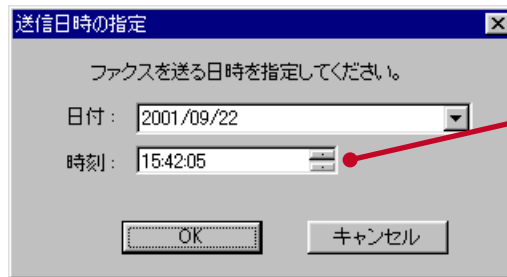 送信日時の指定
ファクスを送る日時を指定してください。
日付： 2001/09/22
時刻： 15:42:05
OK キャンセル